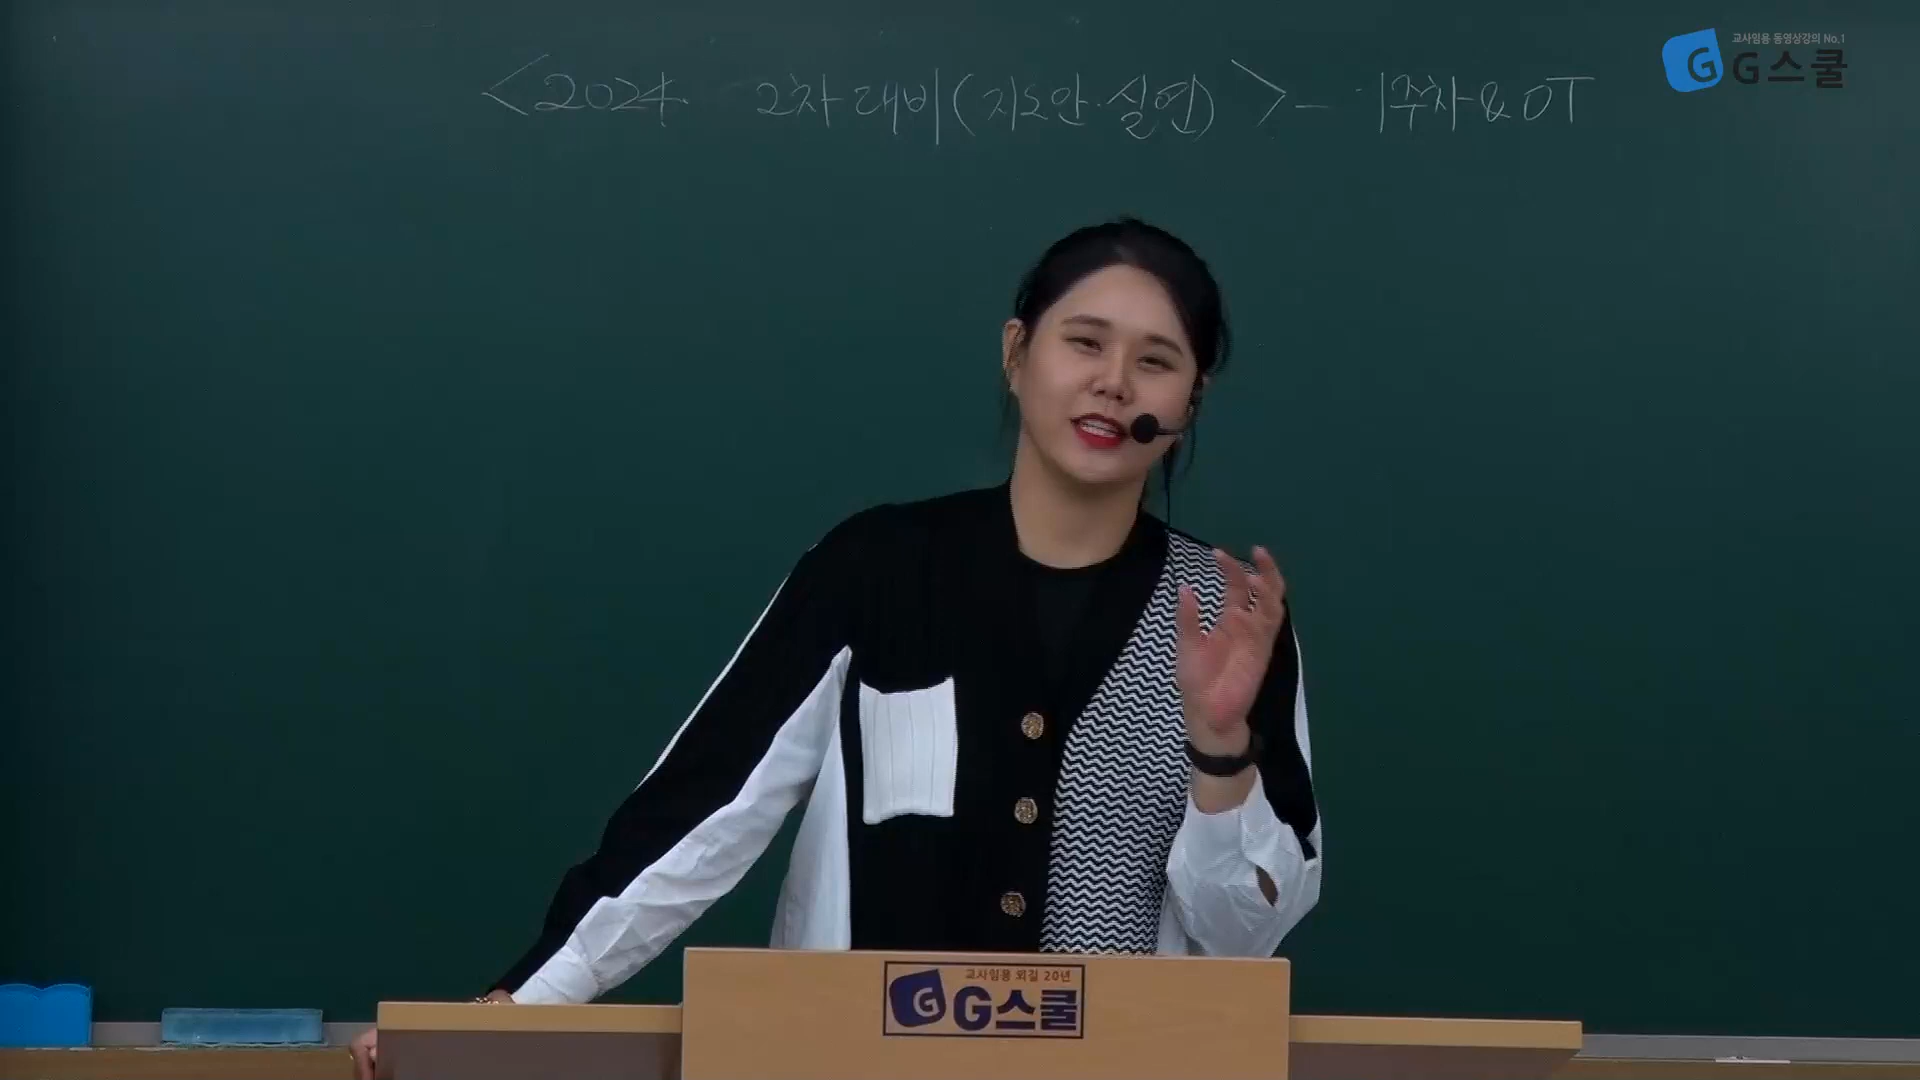 교사임용 동영상강의 No.1
G스쿨
<2024. 2차 대비(지도안·실연)> - 1주차 & OT
교사임용 외길 20년
G스쿨